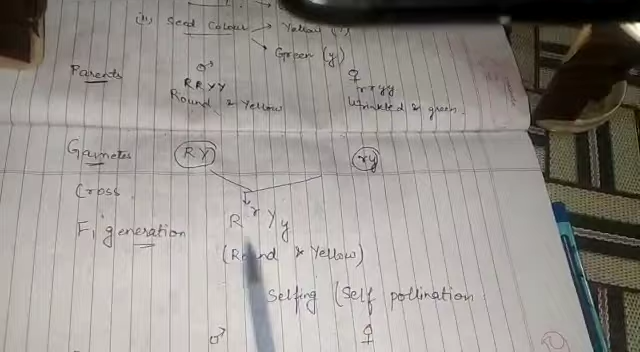 (ii) Seed Colour → Yellow (Y)
→ Green (y)
Parents ♂ ♀
RRYY rryy
Round & Yellow Wrinkled & green.
Gametes RY ry
Cross
F1 generation R r Y y
(Round & Yellow)
Selfing (Self pollination
♂ ♀